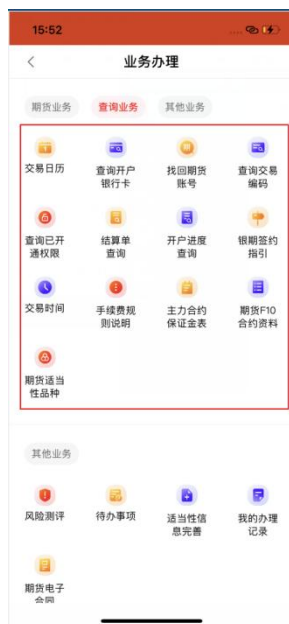 15:52
业务办理
期货业务 查询业务 其他业务
交易日历 查询开户 找回期货 查询交易
银行卡 账号 编码
查询已开 结算单 开户进度 银期签约
通权限 查询 查询 指引
交易时间 手续费规 主力合约 期货F10
则说明 保证金表 合约资料
期货适当
性品种
其他业务
风险测评 待办事项 适当性信 我的办理
息完善 记录
期货电子
合同